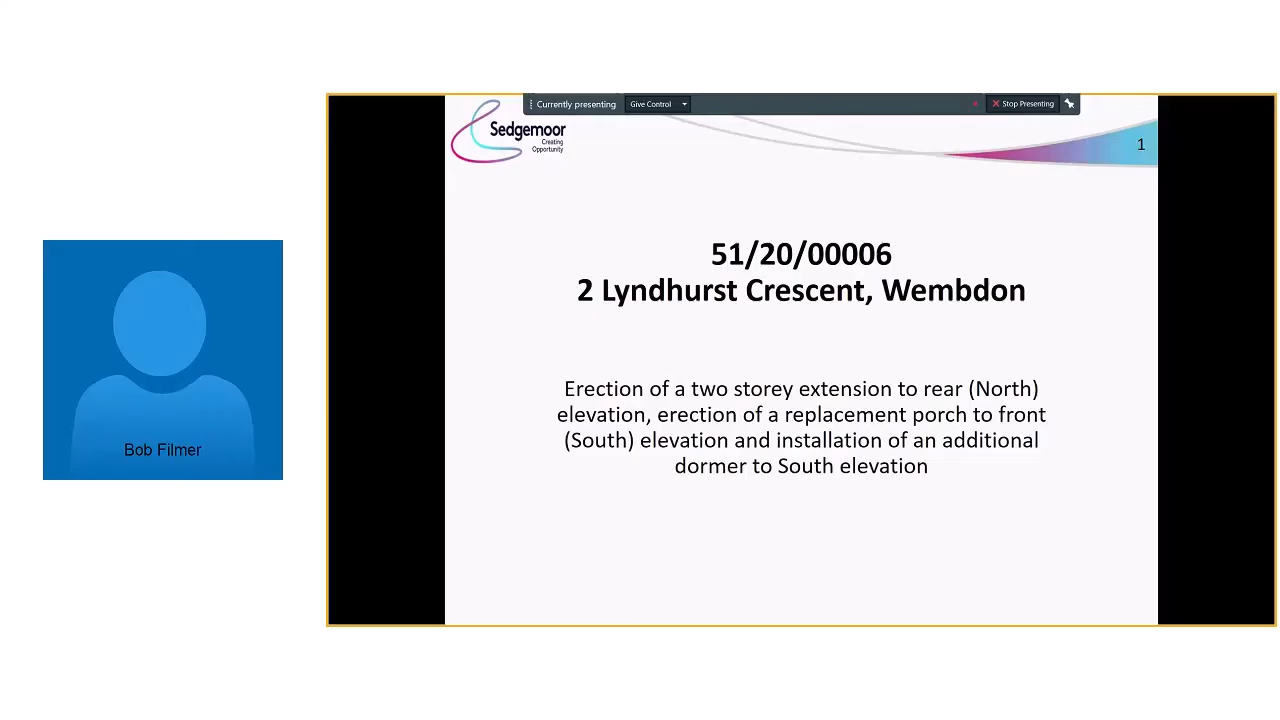 Currently presenting
Give Control
Stop Presenting
Sedgemoor
Creating
Opportunity
1
51/20/00006
2 Lyndhurst Crescent, Wembdon
Erection of a two storey extension to rear (North)
elevation, erection of a replacement porch to front
(South) elevation and installation of an additional
dormer to South elevation
Bob Filmer